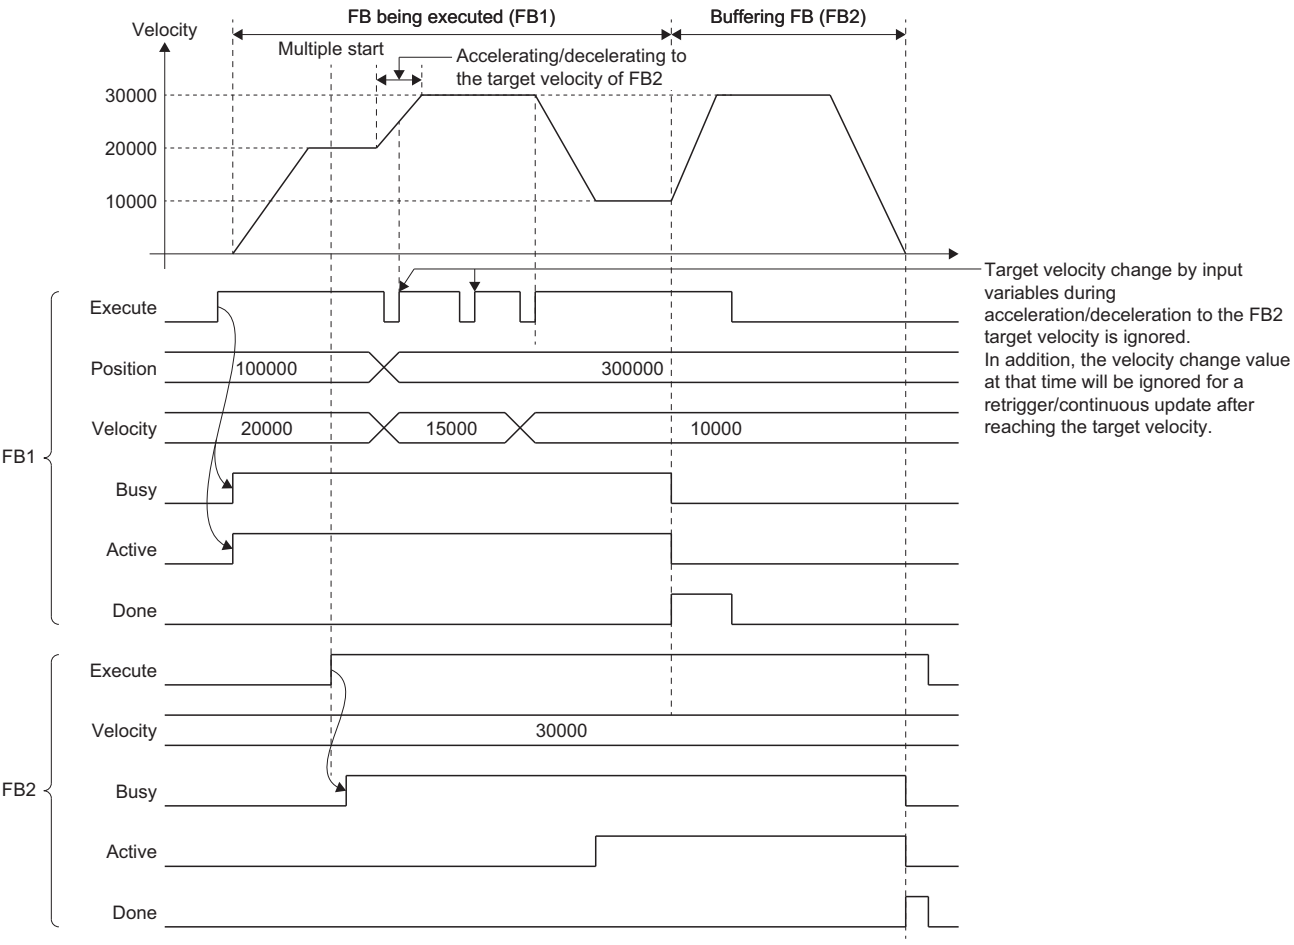 FB being executed (FB1)
Buffering FB (FB2)
Velocity
Multiple start
Accelerating/decelerating to
the target velocity of FB2
30000
20000
10000
Target velocity change by input
variables during
acceleration/deceleration to the FB2
target velocity is ignored.
In addition, the velocity change value
at that time will be ignored for a
retrigger/continuous update after
reaching the target velocity.
FB1
Execute
Position
100000
300000
Velocity
20000
15000
10000
Busy
Active
Done
FB2
Execute
Velocity
30000
Busy
Active
Done